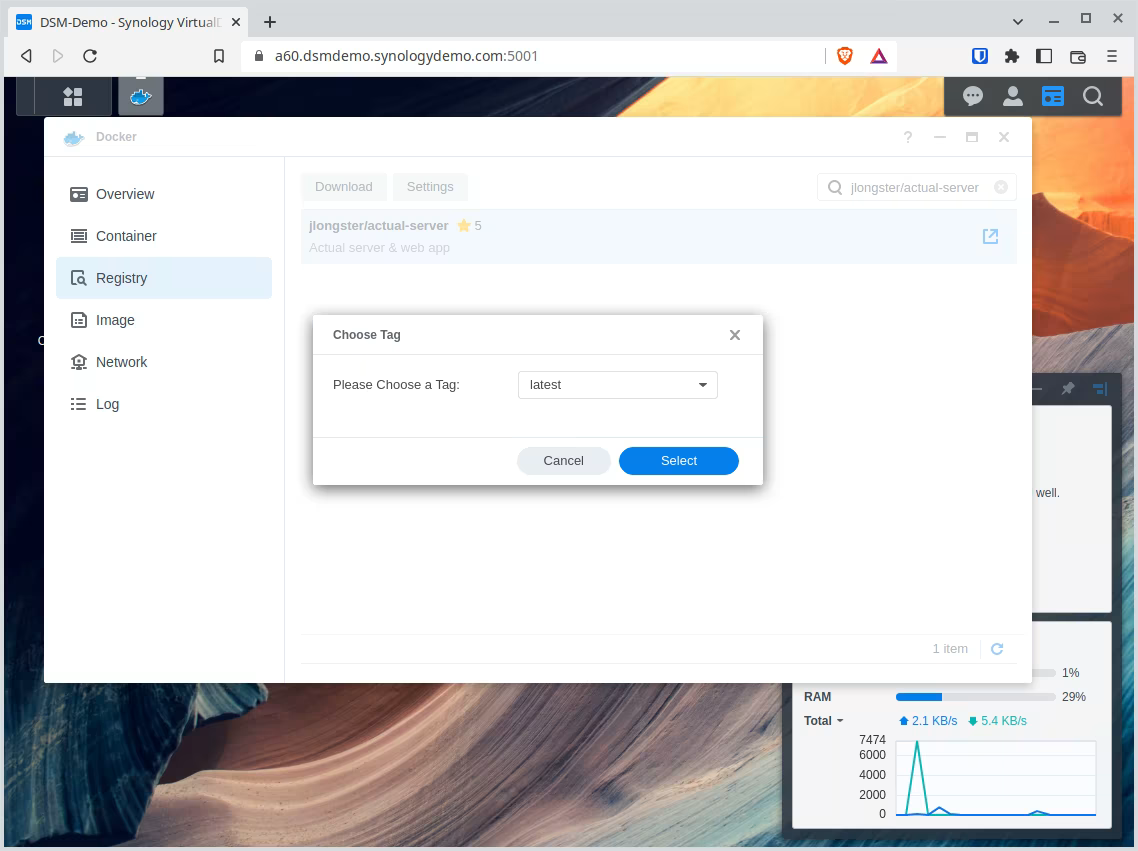 DSM DSM-Demo - Synology VirtualD
a60.dsmdemo.synologydemo.com:5001
Docker
?
Overview
Container
Registry
Image
Network
Log
Download
Settings
jlongster/actual-server
jlongster/actual-server 5
Actual server & web app
Choose Tag
Please Choose a Tag:
latest
Cancel
Select
1 item
well.
1%
RAM
29%
Total
2.1 KB/s
5.4 KB/s
7474
6000
4000
2000
0